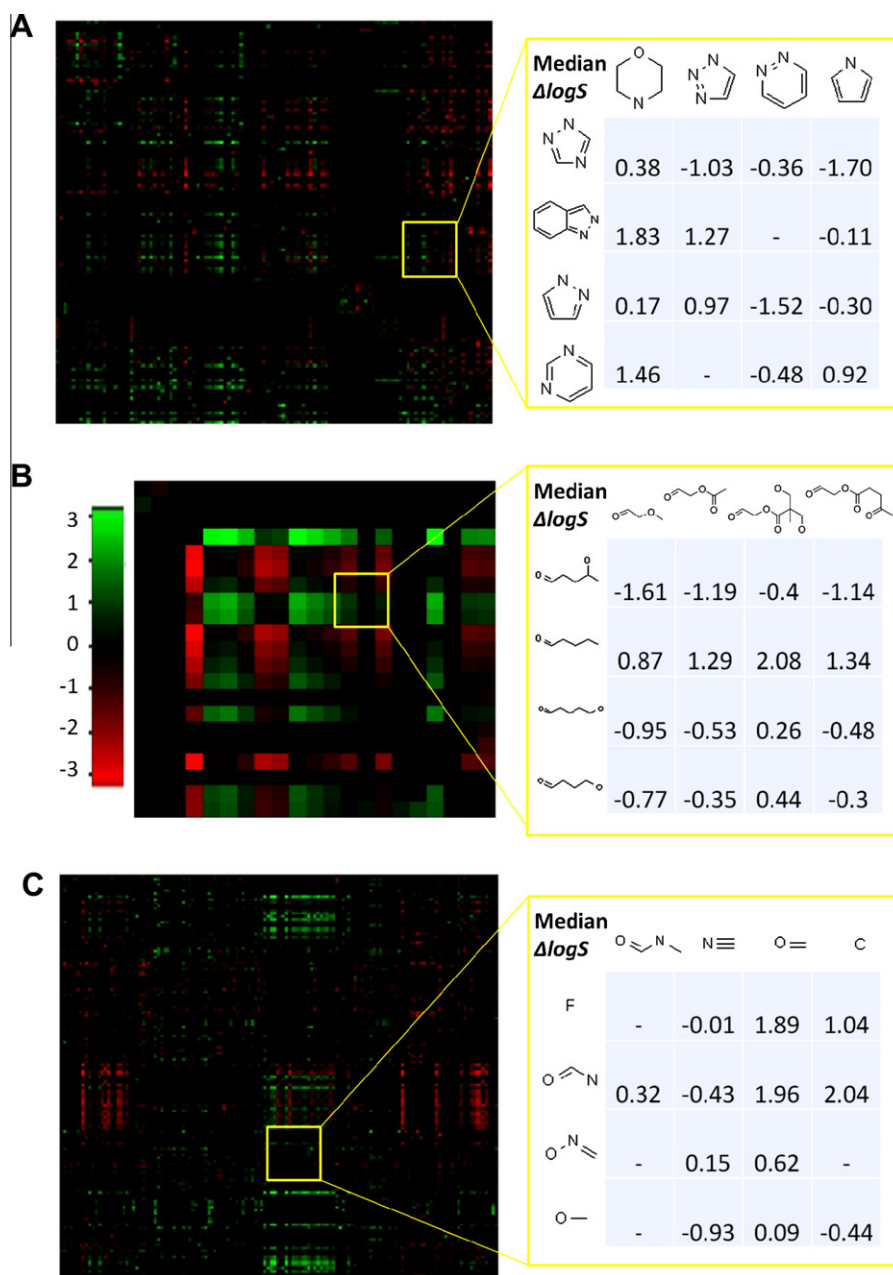 A
Median
ΔlogS
O
N
N
N
N
N
N
N
N
N
N
0.38 -1.03 -0.36 -1.70
N
N
1.83 1.27 - -0.11
N
N
0.17 0.97 -1.52 -0.30
N
N
1.46 - -0.48 0.92
B
3
2
1
0
-1
-2
-3
Median
ΔlogS
O O
O O O
O O O O O
O O O O
O O
-1.61 -1.19 -0.4 -1.14
O
0.87 1.29 2.08 1.34
O O
-0.95 -0.53 0.26 -0.48
O O
-0.77 -0.35 0.44 -0.3
C
Median
ΔlogS
O N N O C
F
- -0.01 1.89 1.04
O N
0.32 -0.43 1.96 2.04
O N
- 0.15 0.62 -
O
- -0.93 0.09 -0.44